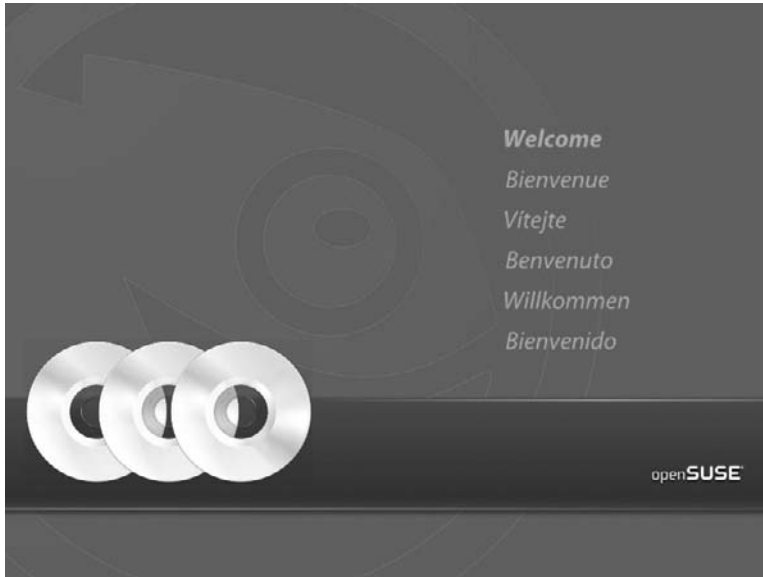 Welcome
Bienvenue
Vítejte
Benvenuto
Willkommen
Bienvenido
openSUSE